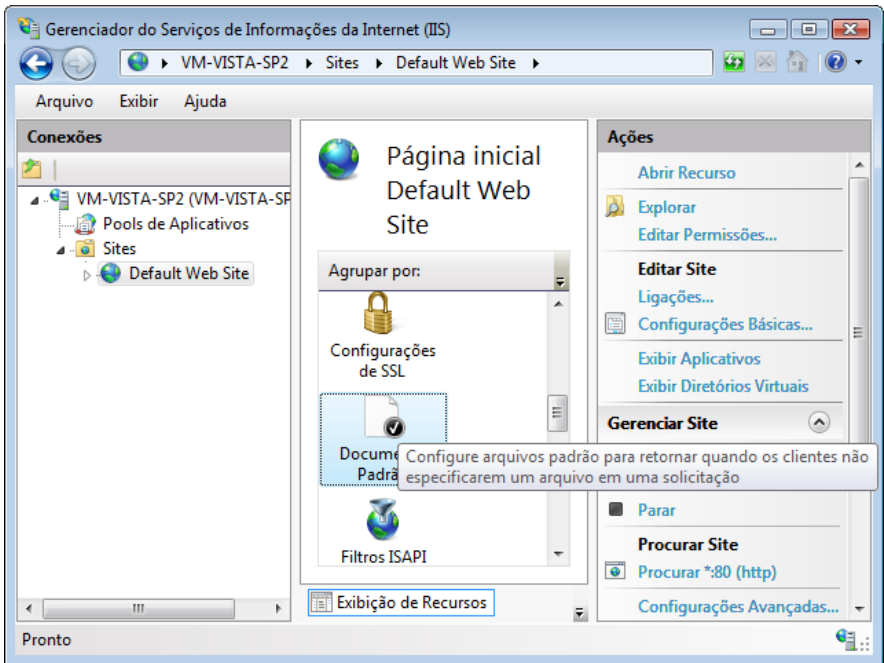 Gerenciador do Serviços de Informações da Internet (IIS)
VM-VISTA-SP2 Sites Default Web Site
Arquivo Exibir Ajuda
Conexões
VM-VISTA-SP2 (VM-VISTA-SP
Pools de Aplicativos
Sites
Default Web Site
Página inicial
Default Web
Site
Agrupar por:
Configurações
de SSL
Docume
Padrã
Configure arquivos padrão para retornar quando os clientes não
especificarem um arquivo em uma solicitação
Filtros ISAPI
Exibição de Recursos
Ações
Abrir Recurso
Explorar
Editar Permissões...
Editar Site
Ligações...
Configurações Básicas...
Exibir Aplicativos
Exibir Diretórios Virtuais
Gerenciar Site
Parar
Procurar Site
Procurar *:80 (http)
Configurações Avançadas...
Pronto